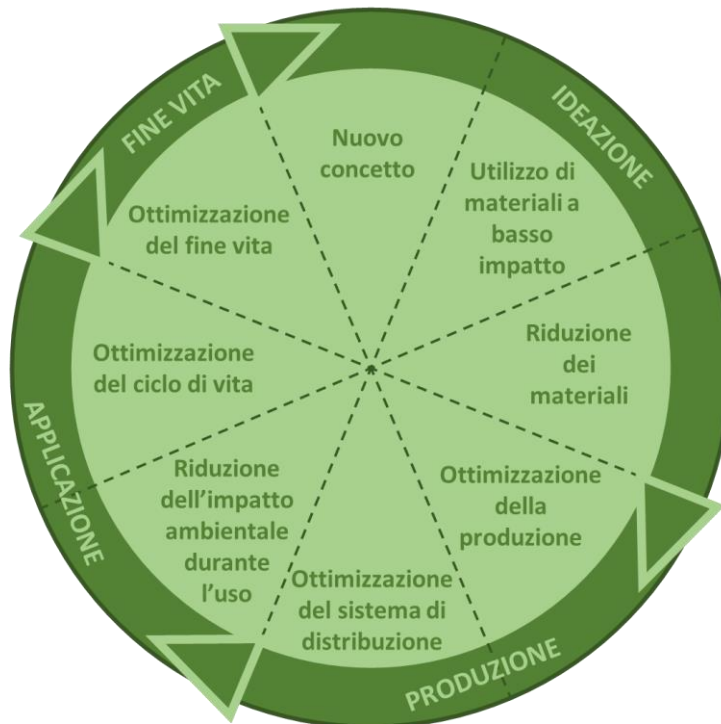 IDEAZIONE
PRODUZIONE
APPLICAZIONE
FINE VITA
Nuovo
concetto
Utilizzo di
materiali a
basso
impatto
Riduzione
dei
materiali
Ottimizzazione
della
produzione
Ottimizzazione
del sistema di
distribuzione
Riduzione
dell'impatto
ambientale
durante
l'uso
Ottimizzazione
del ciclo di vita
Ottimizzazione
del fine vita